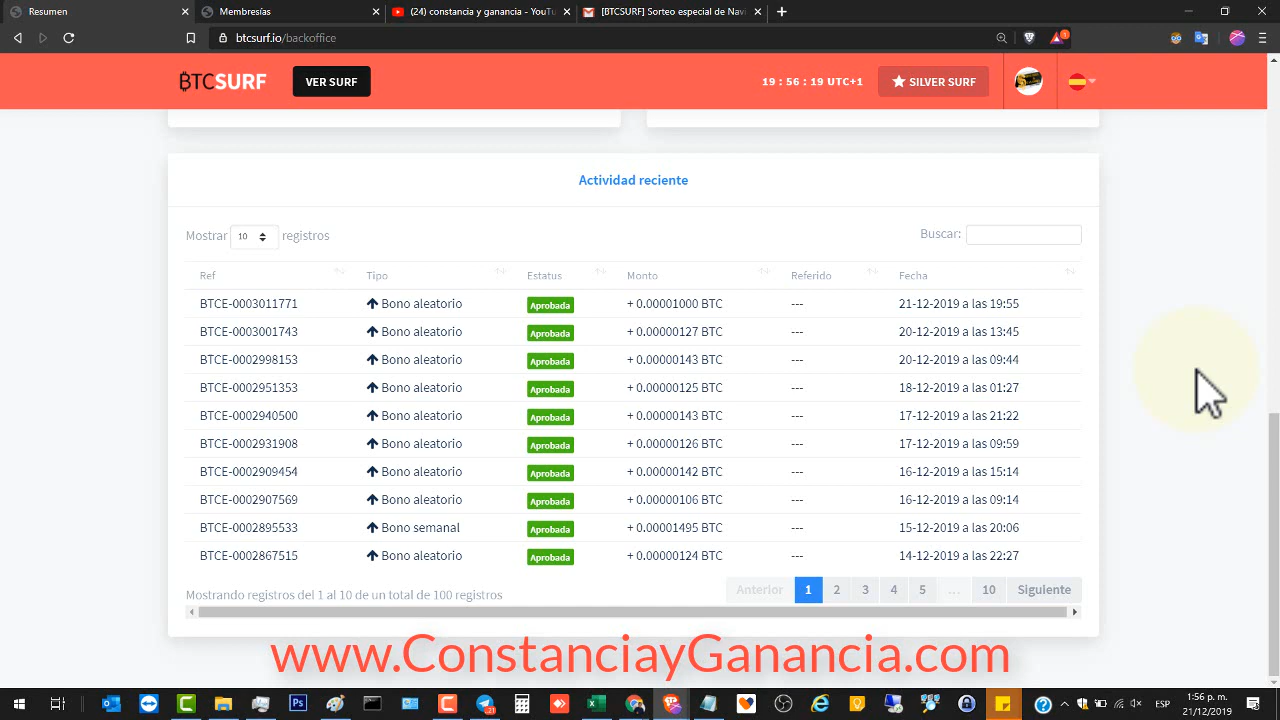 Resumen
Membresías
(24) constancia y ganancia - YouTu
[BTCSURF] Sorteo especial de Navi
btcsurf.io/backoffice
BTCSURF
VER SURF
19 : 56 : 19 UTC+1
SILVER SURF
Actividad reciente
Mostrar 10 registros
Buscar:
Ref Tipo Estatus Monto Referido Fecha
BTCE-0003011771 Bono aleatorio Aprobada + 0.00001000 BTC --- 21-12-2019 a las 19:55
BTCE-0003001743 Bono aleatorio Aprobada + 0.00000127 BTC --- 20-12-2019 a las 13:45
BTCE-0002998153 Bono aleatorio Aprobada + 0.00000143 BTC --- 20-12-2019 a las 08:44
BTCE-0002951353 Bono aleatorio Aprobada + 0.00000125 BTC --- 18-12-2019 a las 01:27
BTCE-0002940500 Bono aleatorio Aprobada + 0.00000143 BTC --- 17-12-2019 a las 21:22
BTCE-0002931908 Bono aleatorio Aprobada + 0.00000126 BTC --- 17-12-2019 a las 09:59
BTCE-0002909454 Bono aleatorio Aprobada + 0.00000142 BTC --- 16-12-2019 a las 15:14
BTCE-0002907569 Bono aleatorio Aprobada + 0.00000106 BTC --- 16-12-2019 a las 08:14
BTCE-0002895533 Bono semanal Aprobada + 0.00001495 BTC --- 15-12-2019 a las 20:06
BTCE-0002867515 Bono aleatorio Aprobada + 0.00000124 BTC --- 14-12-2019 a las 22:27
Mostrando registros del 1 al 10 de un total de 100 registros
Anterior 1 2 3 4 5 ... 10 Siguiente
www.ConstanciayGanancia.com
ESP
1:56 p. m.
21/12/2019